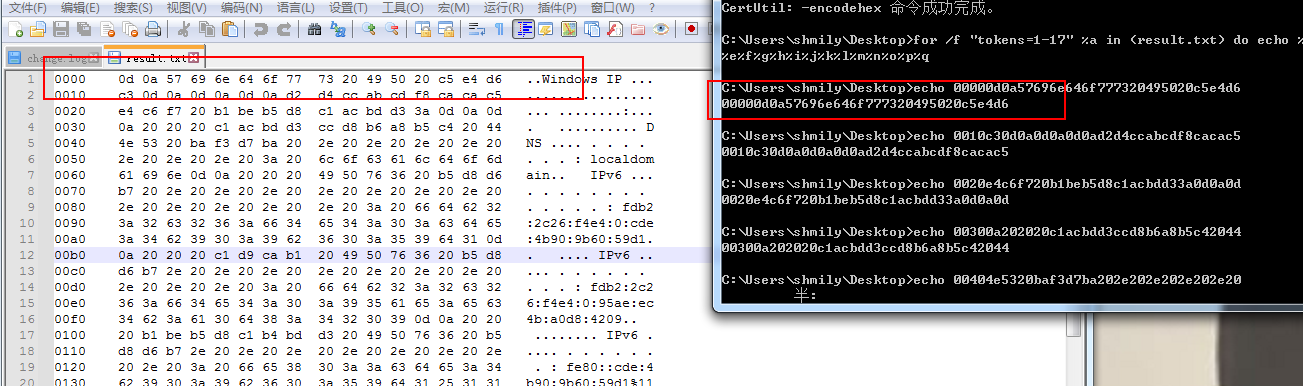 文件(F) 编辑(E) 搜索(S) 视图(V) 编码(N) 语言(L) 设置(T) 工具(O) 宏(M) 运行(R) 插件(P) 窗口(W) ?
change.log result.txt
1 0000 0d 0a 57 69 6e 64 6f 77 73 20 49 50 20 c5 e4 d6 ..Windows IP ...
2 0010 c3 0d 0a 0d 0a 0d 0a d2 d4 cc ab cd f8 ca ca c5 ................
3 0020 e4 c6 f7 20 b1 be b5 d8 c1 ac bd d3 3a 0d 0a 0d ... ........:...
4 0030 0a 20 20 20 c1 ac bd d3 cc d8 b6 a8 b5 c4 20 44 . .......... D
5 0040 4e 53 20 ba f3 d7 ba 20 2e 20 2e 20 2e 20 2e 20 NS .... . . . .
6 0050 2e 20 2e 20 2e 20 3a 20 6c 6f 63 61 6c 64 6f 6d . . . : localdom
7 0060 61 69 6e 0d 0a 20 20 20 49 50 76 36 20 b5 d8 d6 ain.. IPv6 ...
8 0070 b7 20 2e 20 2e 20 2e 20 2e 20 2e 20 2e 20 2e 20 . . . . . . . .
9 0080 2e 20 2e 20 2e 20 2e 20 2e 20 3a 20 66 64 62 32 . . . . . : fdb2
10 0090 3a 32 63 32 36 3a 66 34 65 34 3a 30 3a 63 64 65 :2c26:f4e4:0:cde
11 00a0 3a 34 62 39 30 3a 39 62 36 30 3a 35 39 64 31 0d :4b90:9b60:59d1.
12 00b0 0a 20 20 20 c1 d9 ca b1 20 49 50 76 36 20 b5 d8 . .... IPv6 ..
13 00c0 d6 b7 20 2e 20 2e 20 2e 20 2e 20 2e 20 2e 20 2e .. . . . . . . .
14 00d0 2e 20 2e 20 2e 20 3a 20 66 64 62 32 3a 32 63 32 . . . : fdb2:2c2
15 00e0 36 3a 66 34 65 34 3a 30 3a 39 35 61 65 3a 65 63 6:f4e4:0:95ae:ec
16 00f0 34 62 3a 61 30 64 38 3a 34 32 30 39 0d 0a 20 20 4b:a0d8:4209..
17 0100 20 b1 be b5 d8 c1 b4 bd d3 20 49 50 76 36 20 b5 ........ IPv6 .
18 0110 d8 d6 b7 2e 20 2e 20 2e 20 2e 20 2e 20 2e 20 2e .... . . . . . .
19 0120 20 2e 20 3a 20 66 65 38 30 3a 3a 63 64 65 3a 34 . : fe80::cde:4
20 0130 62 39 30 3a 39 62 36 30 3a 35 39 64 31 25 31 31 b90:9b60:59d1%11
CertUtil: -encodehex 命令成功完成。
C:\Users\shmily\Desktop>for /f "tokens=1-17" %a in (result.txt) do echo %
%e%f%g%h%i%j%k%l%m%n%o%p%q
C:\Users\shmily\Desktop>echo 00000d0a57696e646f777320495020c5e4d6
00000d0a57696e646f777320495020c5e4d6
C:\Users\shmily\Desktop>echo 0010c30d0a0d0a0d0ad2d4ccabcdf8cacac5
0010c30d0a0d0a0d0ad2d4ccabcdf8cacac5
C:\Users\shmily\Desktop>echo 0020e4c6f720b1beb5d8c1acbdd33a0d0a0d
0020e4c6f720b1beb5d8c1acbdd33a0d0a0d
C:\Users\shmily\Desktop>echo 00300a202020c1acbdd3ccd8b6a8b5c42044
00300a202020c1acbdd3ccd8b6a8b5c42044
C:\Users\shmily\Desktop>echo 00404e5320baf3d7ba202e202e202e202e20
半: